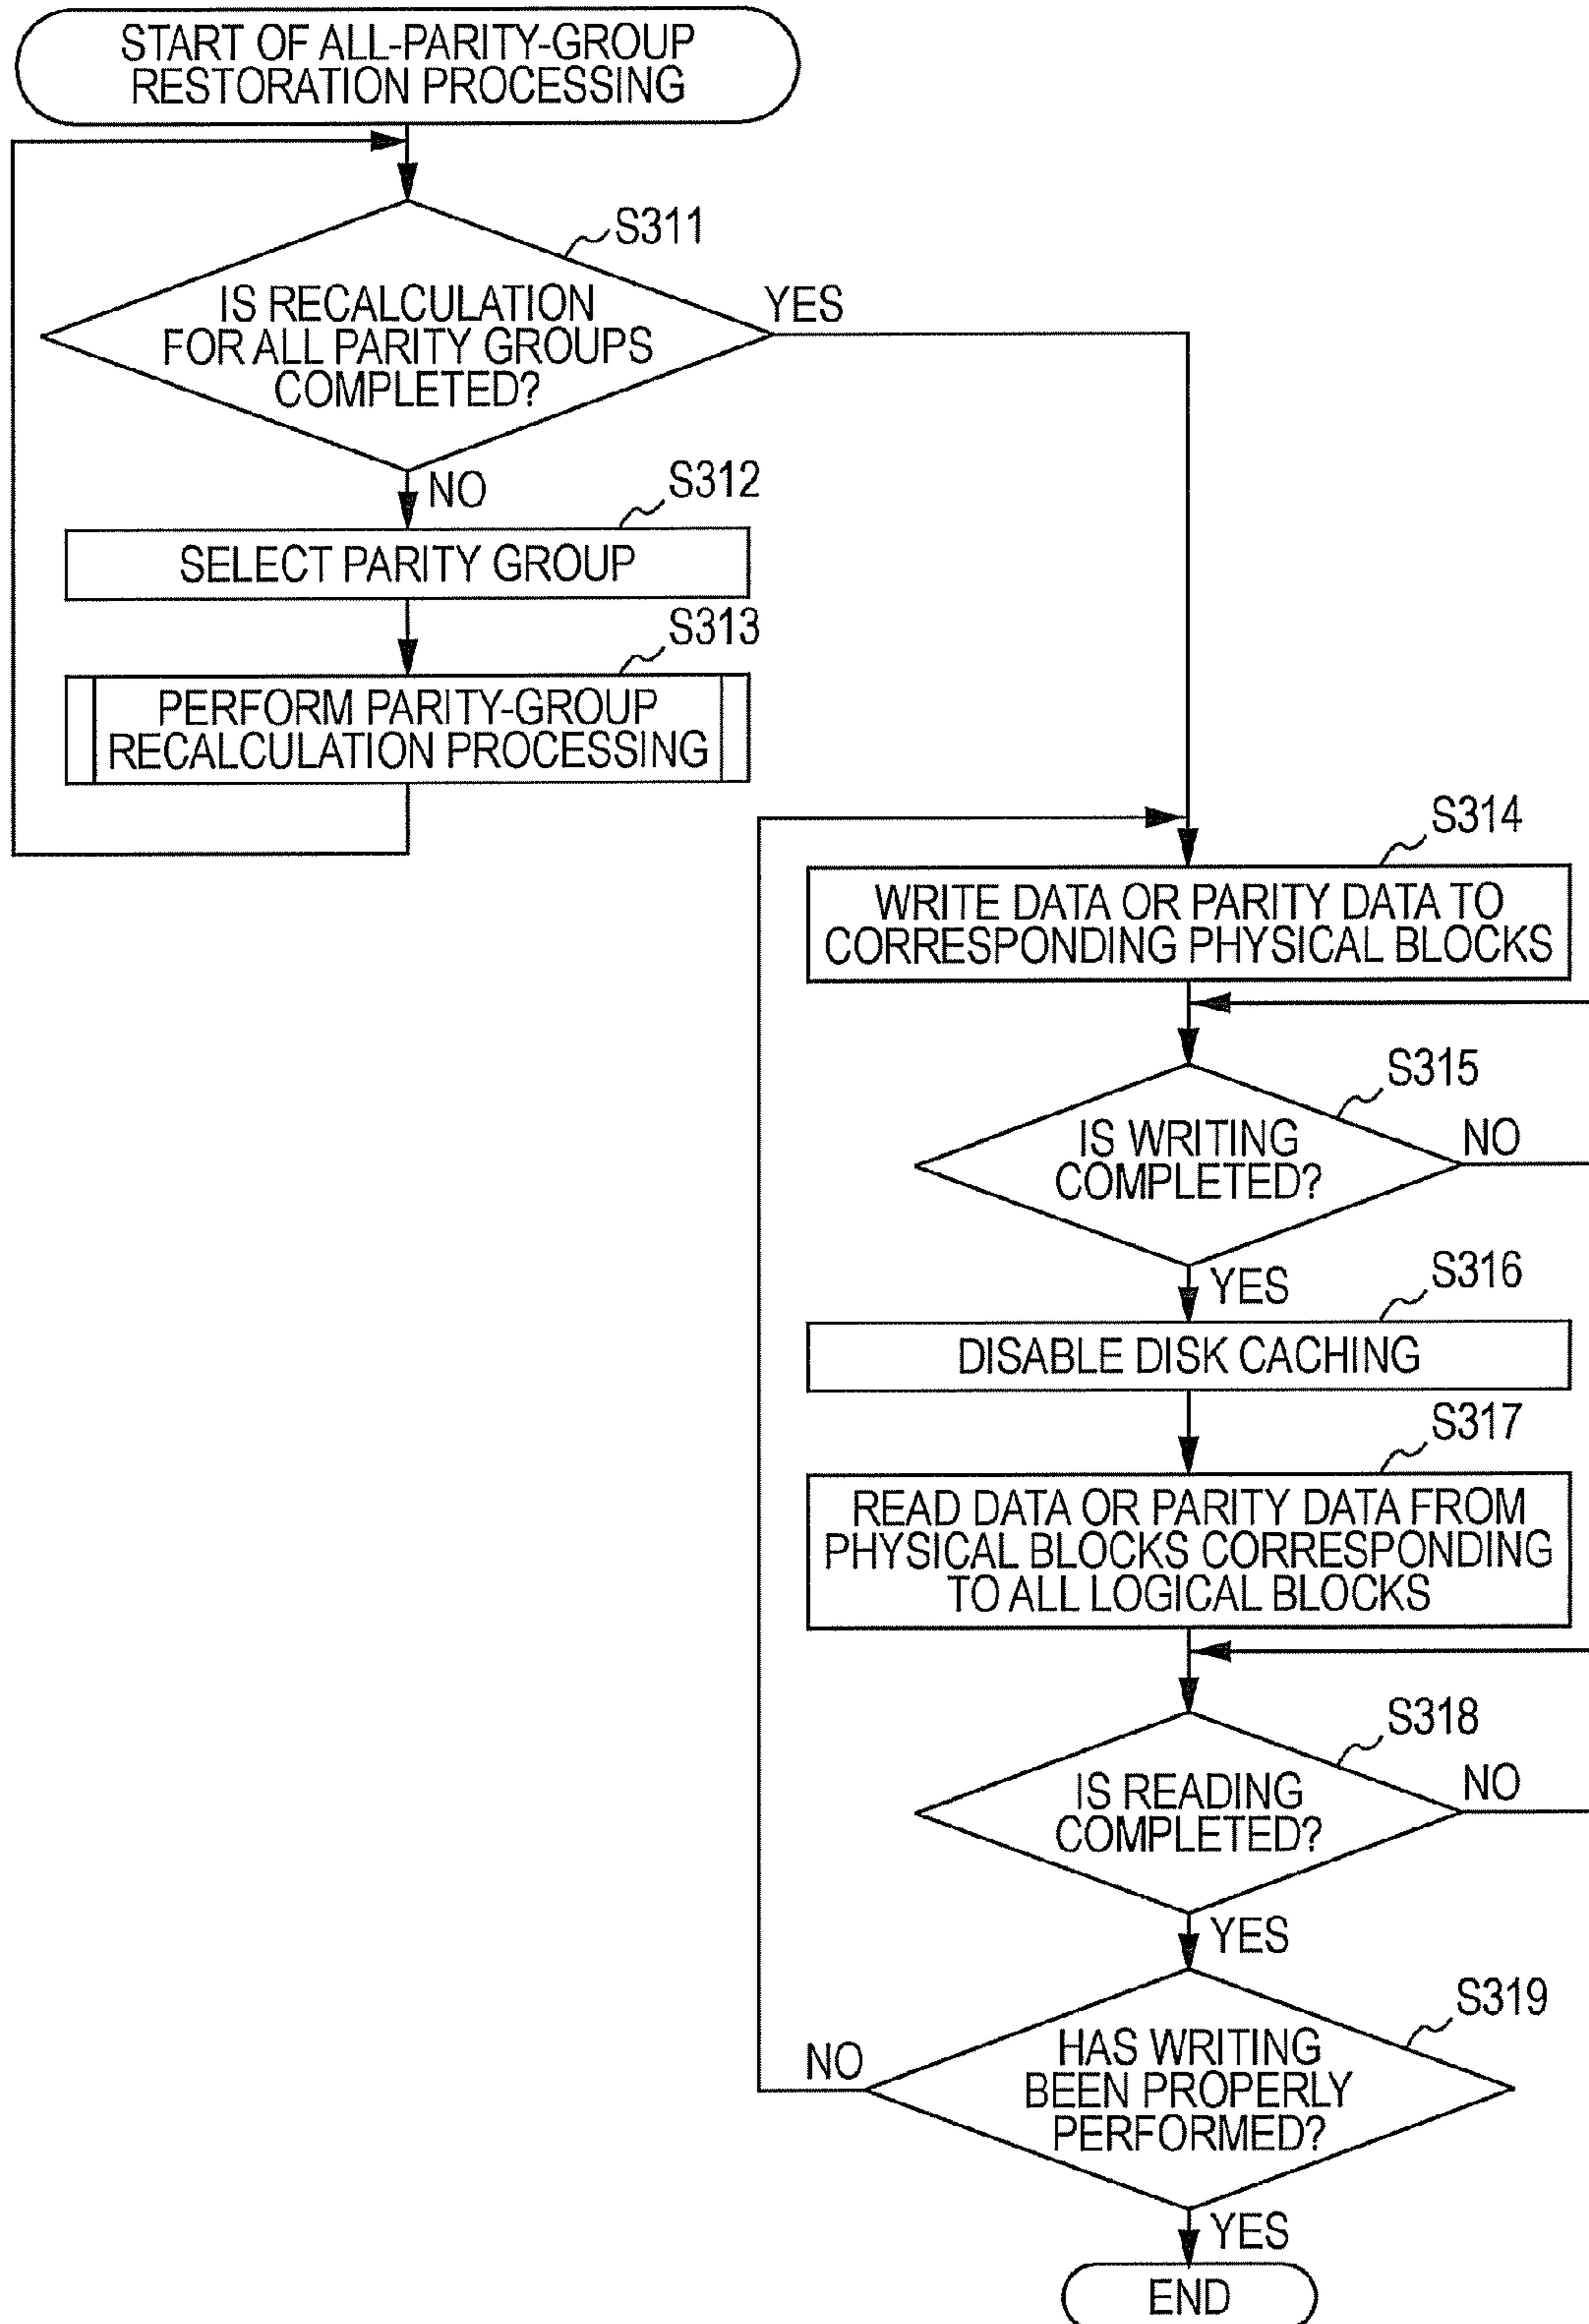 START OF ALL-PARITY-GROUP
RESTORATION PROCESSING
S311
IS RECALCULATION
FOR ALL PARITY GROUPS
COMPLETED?
YES
NO
S312
SELECT PARITY GROUP
S313
PERFORM PARITY-GROUP
RECALCULATION PROCESSING
S314
WRITE DATA OR PARITY DATA TO
CORRESPONDING PHYSICAL BLOCKS
S315
IS WRITING
COMPLETED?
NO
YES
S316
DISABLE DISK CACHING
S317
READ DATA OR PARITY DATA FROM
PHYSICAL BLOCKS CORRESPONDING
TO ALL LOGICAL BLOCKS
S318
IS READING
COMPLETED?
NO
YES
S319
HAS WRITING
BEEN PROPERLY
PERFORMED?
NO
YES
END